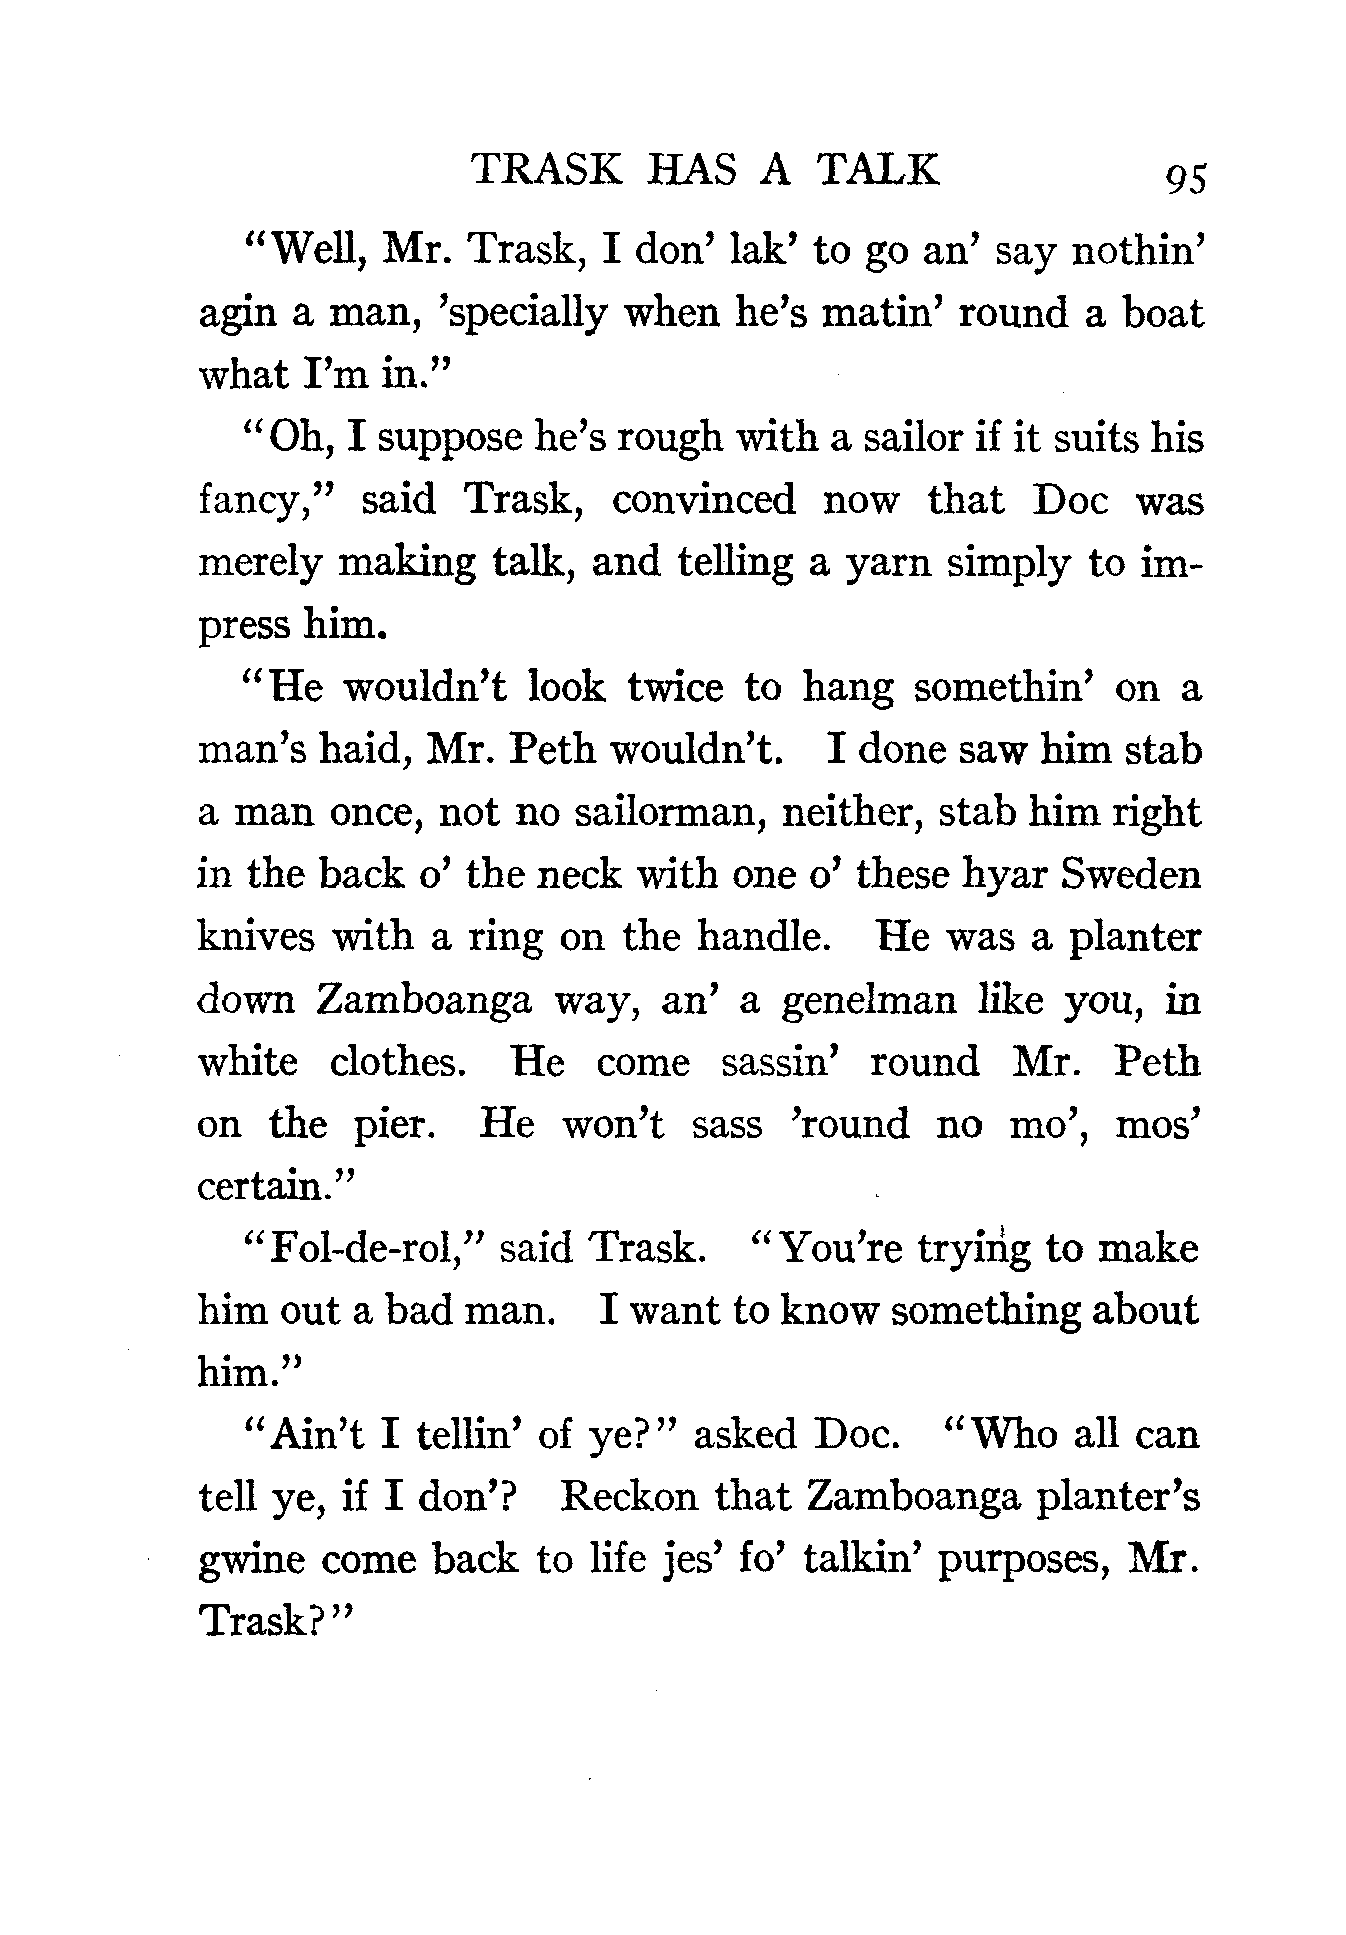 TRASK HAS A TALK 95
"Well, Mr. Trask, I don' lak' to go an' say nothin'
agin a man, 'specially when he's matin' round a boat
what I'm in."
"Oh, I suppose he's rough with a sailor if it suits his
fancy," said Trask, convinced now that Doc was
merely making talk, and telling a yarn simply to im-
press him.
"He wouldn't look twice to hang somethin' on a
man's haid, Mr. Peth wouldn't. I done saw him stab
a man once, not no sailorman, neither, stab him right
in the back o' the neck with one o' these hyar Sweden
knives with a ring on the handle. He was a planter
down Zamboanga way, an' a genelman like you, in
white clothes. He come sassin' round Mr. Peth
on the pier. He won't sass 'round no mo', mos'
certain."
"Fol-de-rol," said Trask. "You're trying to make
him out a bad man. I want to know something about
him."
"Ain't I tellin' of ye?" asked Doc. "Who all can
tell ye, if I don'? Reckon that Zamboanga planter's
gwine come back to life jes' fo' talkin' purposes, Mr.
Trask?"